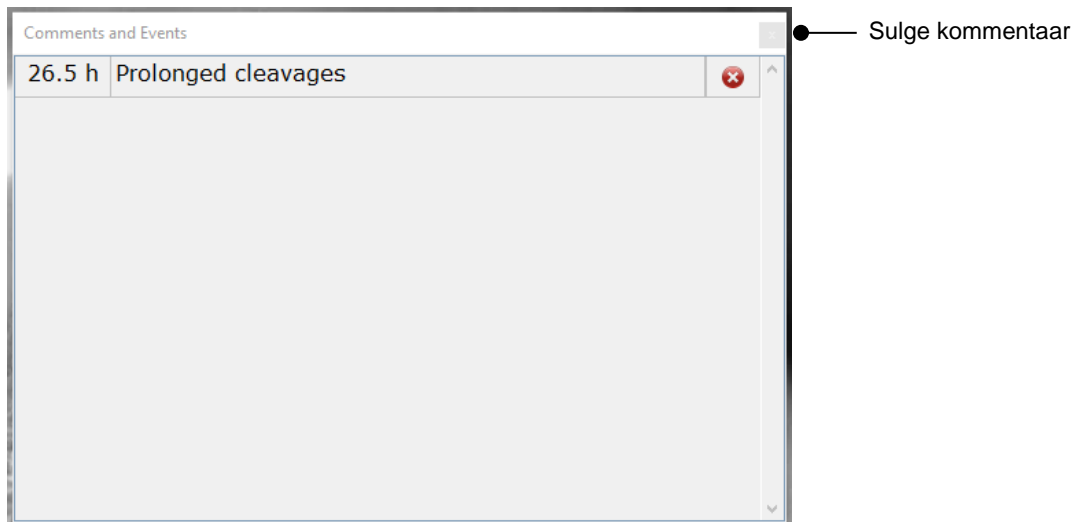 Comments and Events
Sulge kommentaar
26.5 h Prolonged cleavages